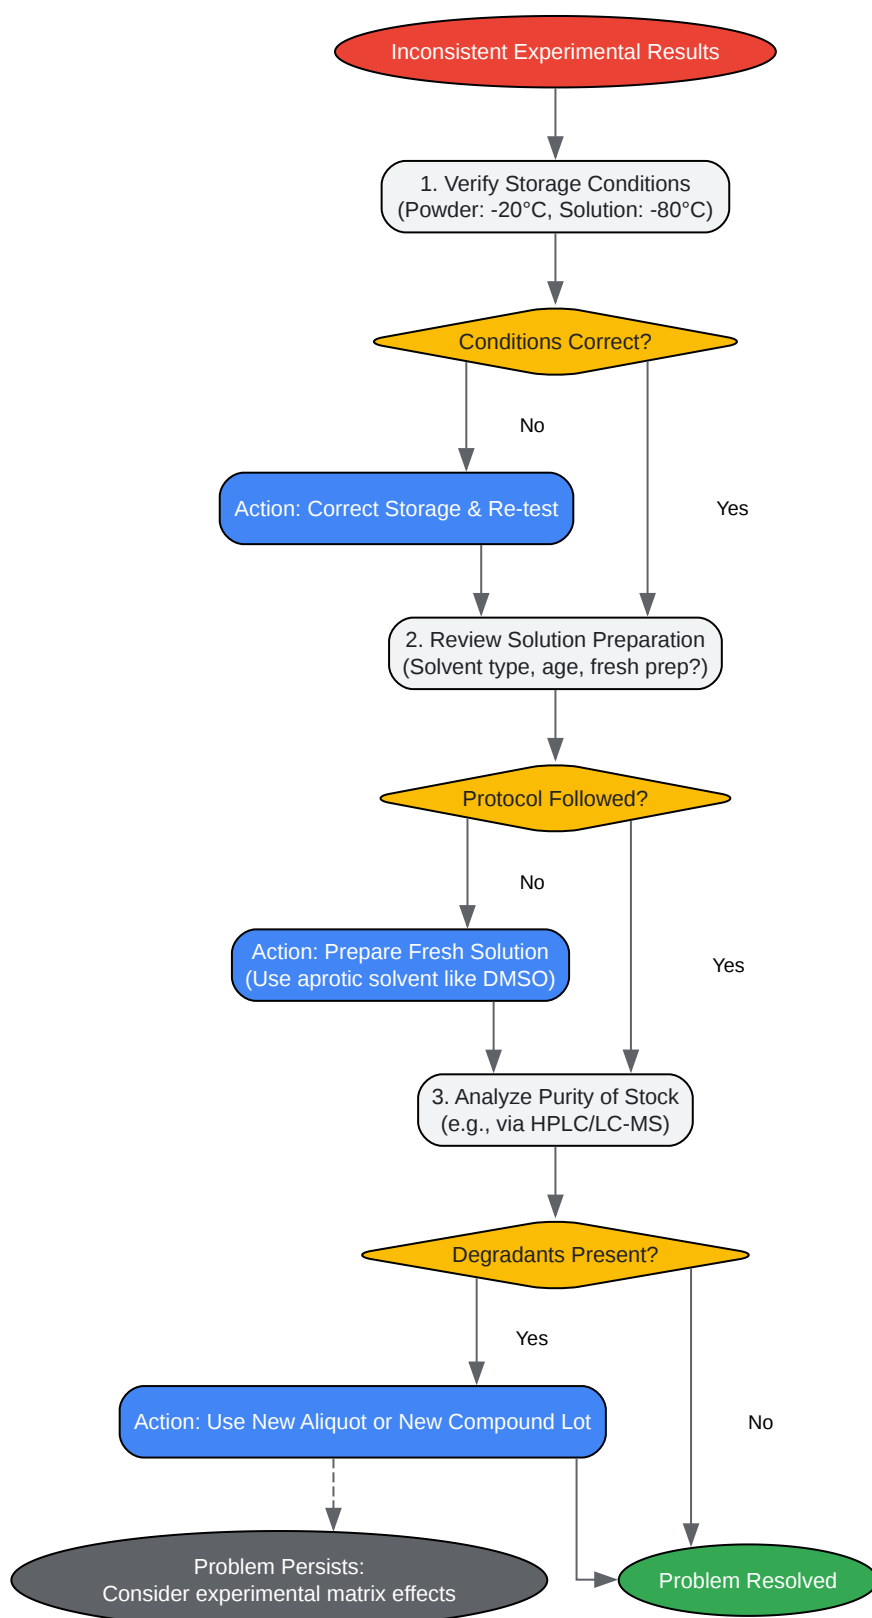 Inconsistent Experimental Results
1. Verify Storage Conditions
(Powder: -20°C, Solution: -80°C)
Conditions Correct?
No
Action: Correct Storage & Re-test
Yes
2. Review Solution Preparation
(Solvent type, age, fresh prep?)
Protocol Followed?
No
Action: Prepare Fresh Solution
(Use aprotic solvent like DMSO)
Yes
3. Analyze Purity of Stock
(e.g., via HPLC/LC-MS)
Degradants Present?
Yes
Action: Use New Aliquot or New Compound Lot
No
Problem Persists:
Consider experimental matrix effects
Problem Resolved